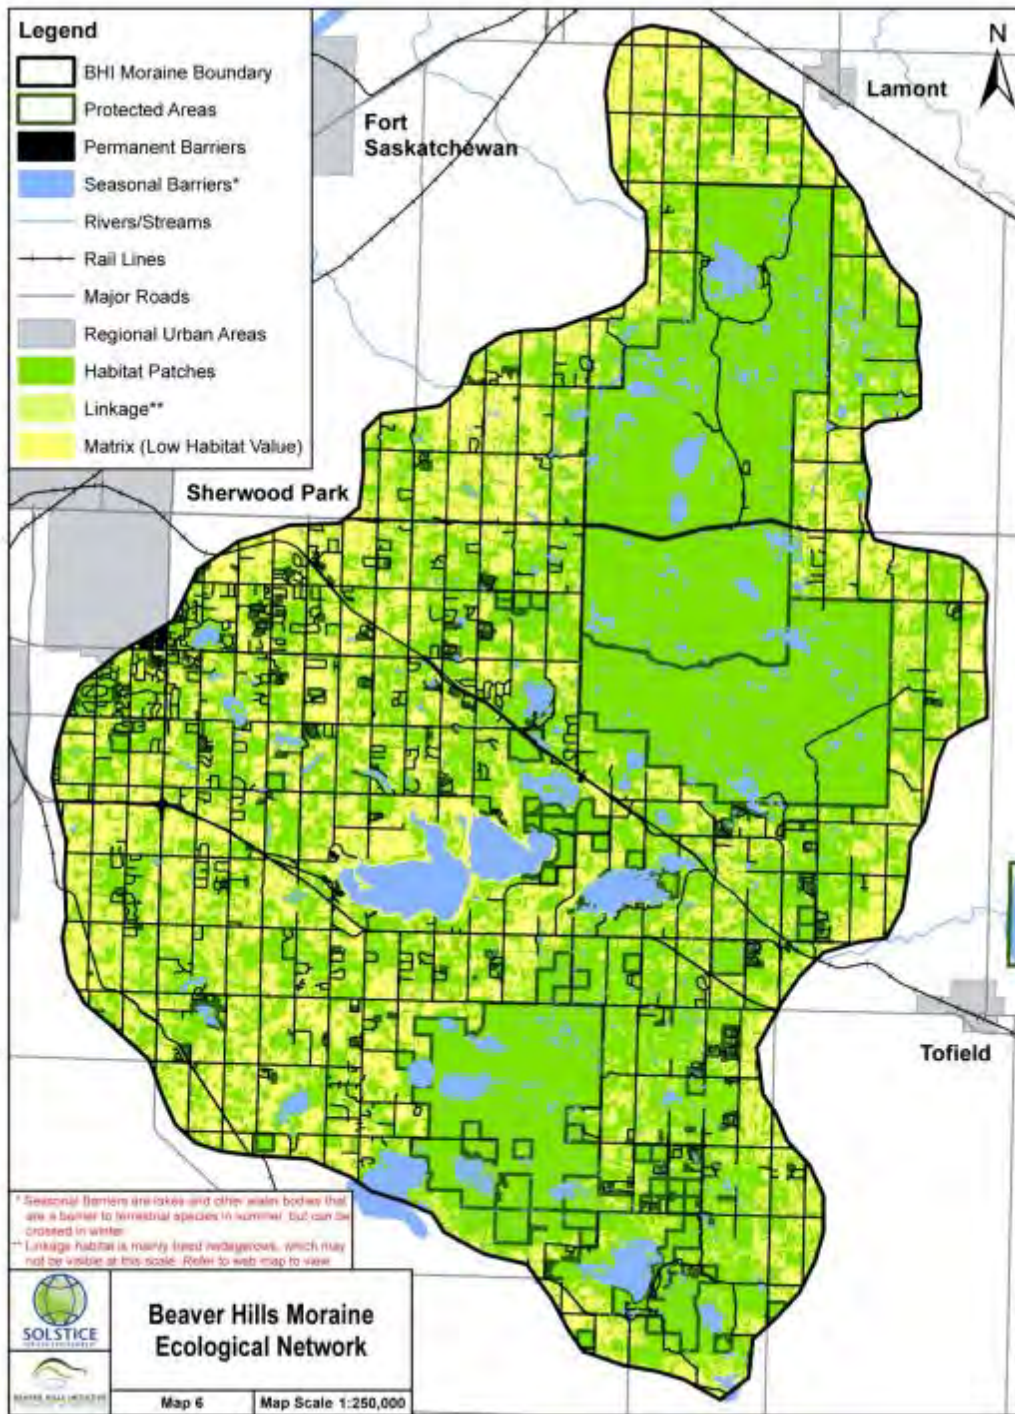 Legend
BHI Moraine Boundary
Protected Areas
Permanent Barriers
Seasonal Barriers*
Rivers/Streams
Rail Lines
Major Roads
Regional Urban Areas
Habitat Patches
Linkage**
Matrix (Low Habitat Value)
N
Lamont
Fort
Saskatchewan
Sherwood Park
Tofield
* Seasonal Barriers are lakes and other water bodies that
are a barrier to terrestrial species in summer, but can be
crossed in winter.
** Linkage habitat is mainly treed hedgerows, which may
not be visible at this scale. Refer to web map to view.
SOLSTICE
BEAVER HILLS INITIATIVE
Beaver Hills Moraine
Ecological Network
Map 6
Map Scale 1:250,000